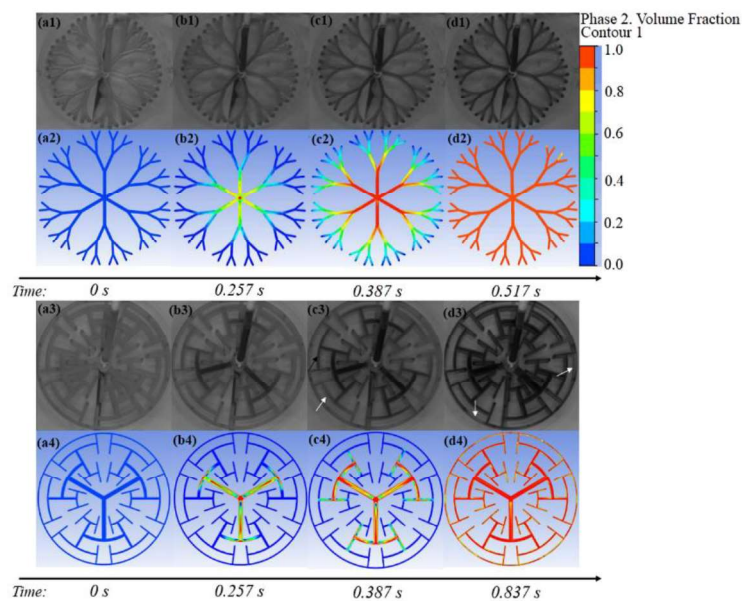 Phase 2. Volume Fraction
Contour 1
(a1) (b1) (c1) (d1)
1.0
0.8
0.6
0.4
0.2
0.0
(a2) (b2) (c2) (d2)
Time: 0 s 0.257 s 0.387 s 0.517 s
(a3) (b3) (c3) (d3)
(a4) (b4) (c4) (d4)
Time: 0 s 0.257 s 0.387 s 0.837 s